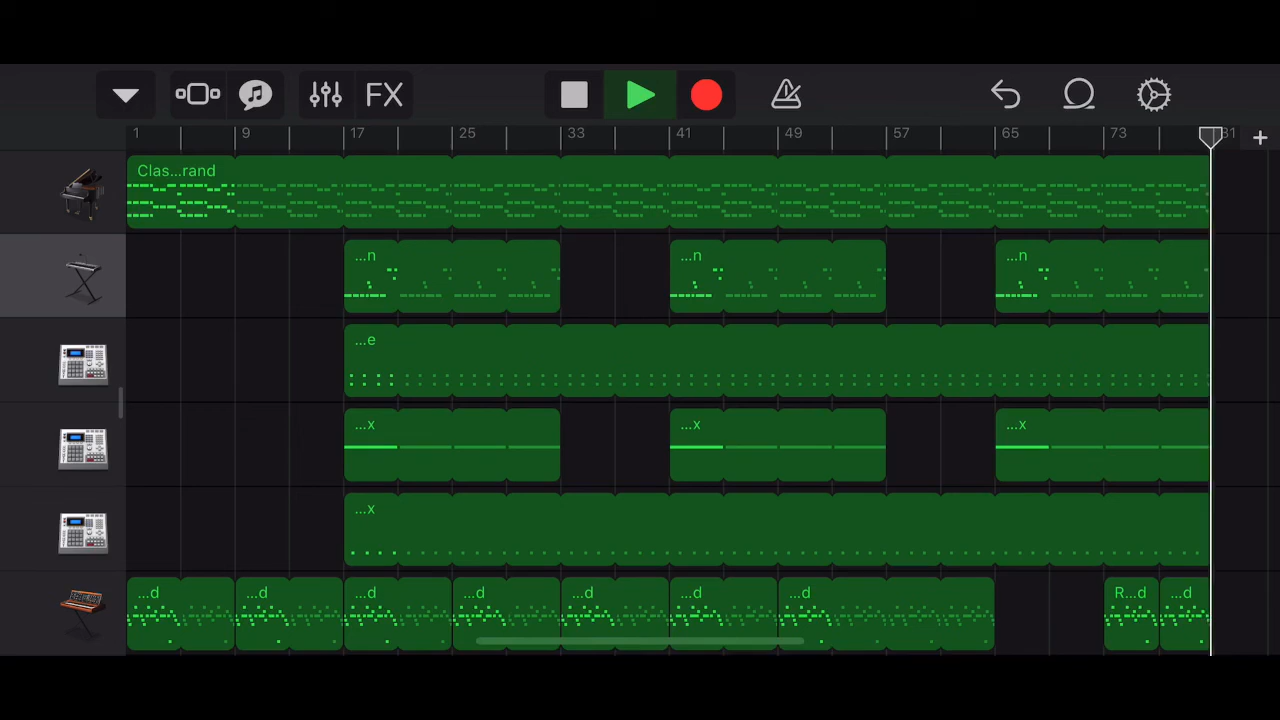 FX
1 9 17 25 33 41 49 57 65 73 81 +
Clas...rand
...n ...n ...n
...e
...x ...x ...x
...x
...d ...d ...d ...d ...d ...d ...d R...d ...d